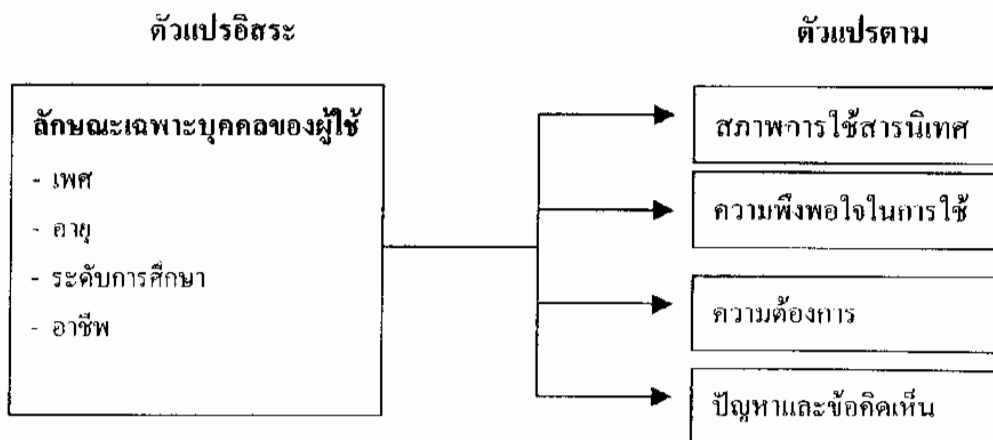 ตัวแปรอิสระ
ตัวแปรตาม
ลักษณะเฉพาะบุคคลของผู้ใช้
- เพศ
- อายุ
- ระดับการศึกษา
- อาชีพ
สภาพการใช้สารนิเทศ
ความพึงพอใจในการใช้
ความต้องการ
ปัญหาและข้อคิดเห็น